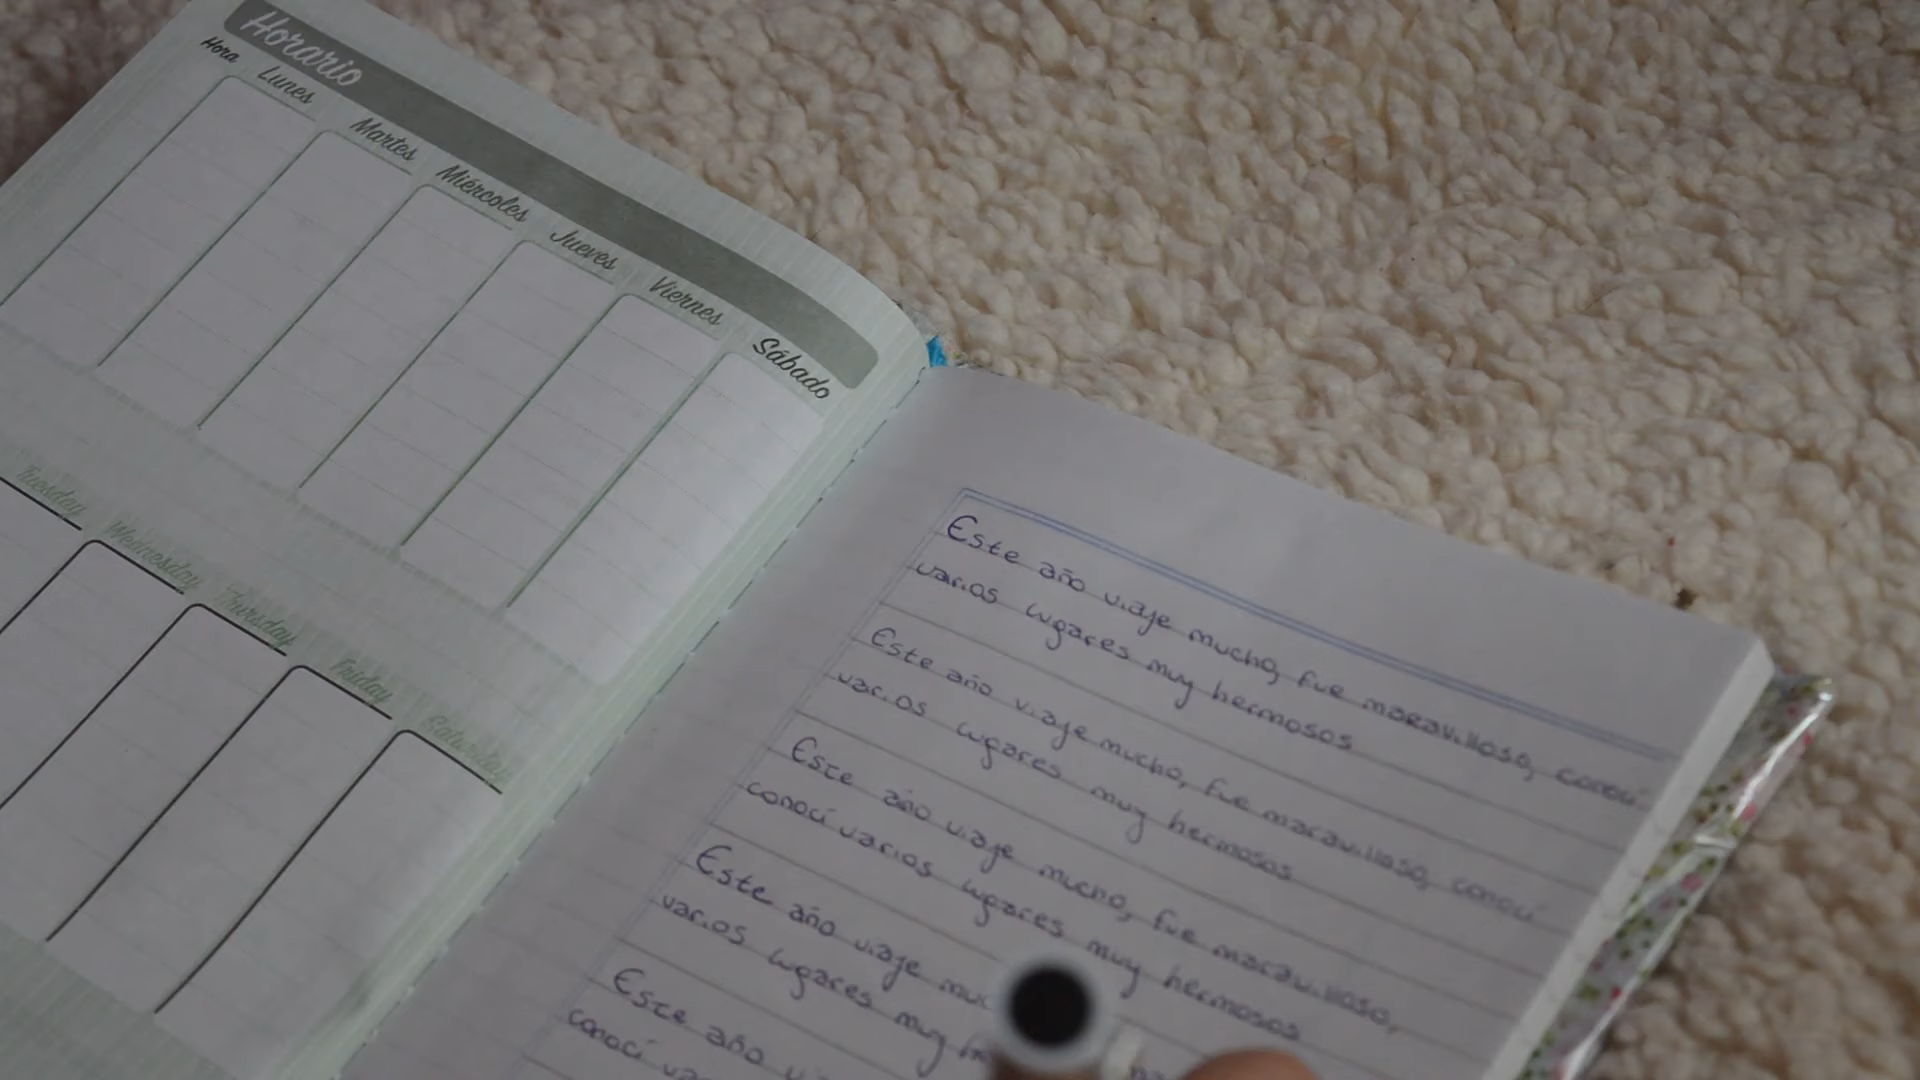 Horario
Hora Lunes Martes Miércoles Jueves Viernes Sábado
Tuesday Wednesday Thursday Friday Saturday
Este año viaje mucho, fue maravilloso, conocí
varios lugares muy hermosos
Este año viaje mucho, fue maravilloso, conocí
varios lugares muy hermosos
Este año viaje mucho, fue maravilloso,
conocí varios lugares muy hermosos
Este año viaje
varios lugares muy
Este año
conocí